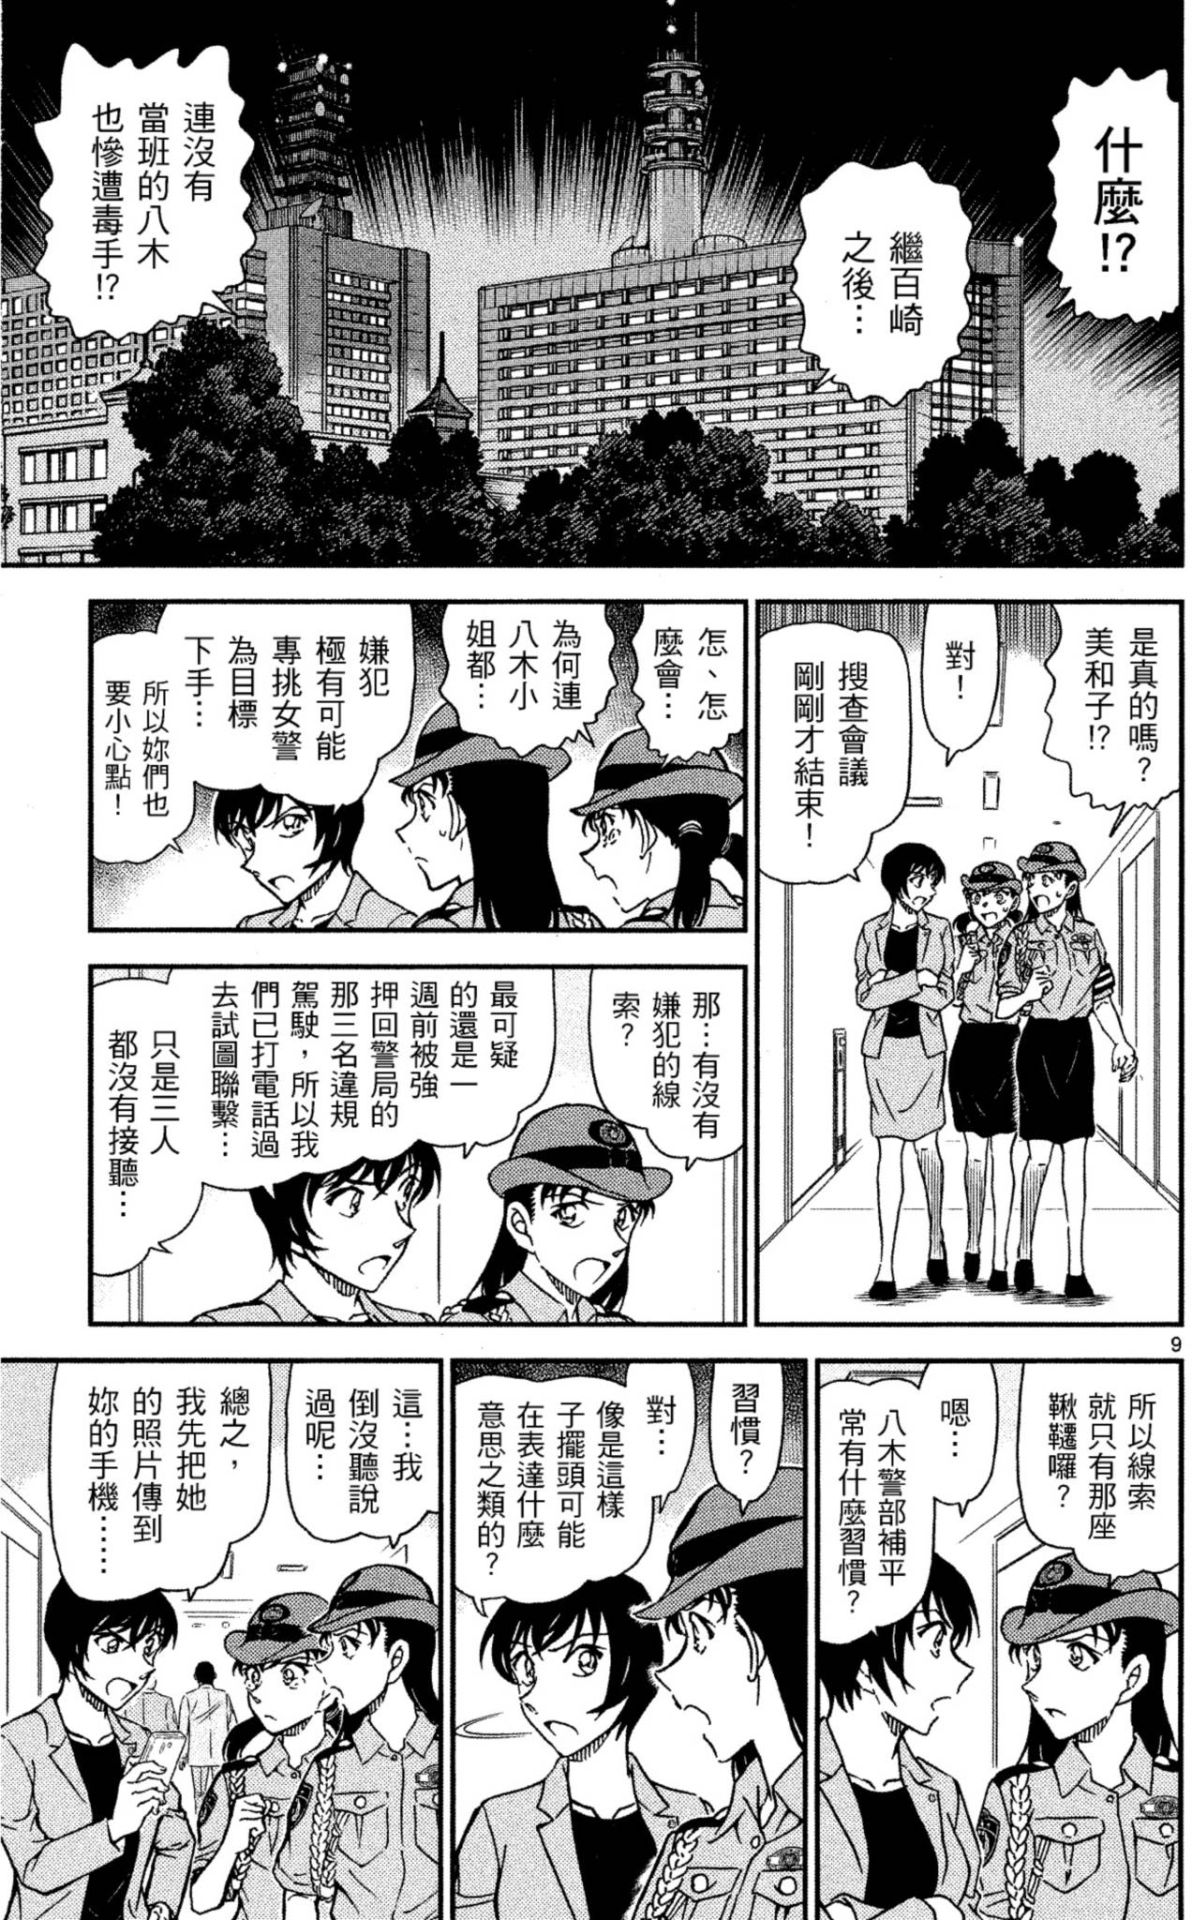 什麼!?
繼百崎
之後…
連沒有
當班的八木
也慘遭毒手!?
是真的嗎?
美和子!?
對!
搜查會議
剛剛才結束!
怎、怎
麼會…
為何連
八木小
姐都…
嫌犯
極有可能
專挑女警
為目標
下手…
所以妳們也
要小心點!
那…有沒有
嫌犯的線
索?
最可疑
的還是一
週前被強
押回警局的
那三名違規
駕駛,所以我
們已打電話過
去試圖聯繫…
只是三人
都沒有接聽…
9
所以線索
就只有那座
鞦韆囉?
嗯…
八木警部補平
常有什麼習慣?
習慣?
對…
像是這樣
子擺頭可能
在表達什麼
意思之類的?
這…我
倒沒聽說
過呢…
總之,
我先把她
的照片傳到
妳的手機……